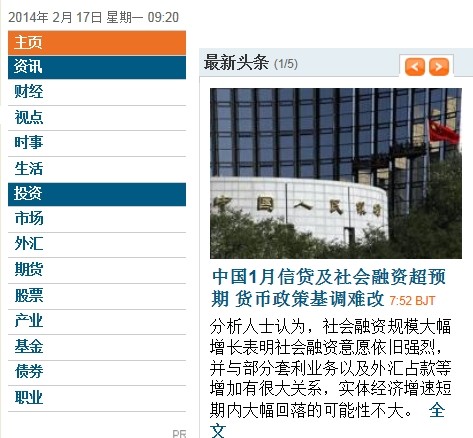 2014年 2月 17日 星期一 09:20
主页
资讯
财经
视点
时事
生活
投资
市场
外汇
期货
股票
产业
基金
债券
职业
PR
最新头条 (1/5)
中国人民银行
中国1月信贷及社会融资超预
期 货币政策基调难改 7:52 BJT
分析人士认为，社会融资规模大幅
增长表明社会融资意愿依旧强烈，
并与部分套利业务以及外汇占款等
增加有很大关系，实体经济增速短
期内大幅回落的可能性不大。 全
文